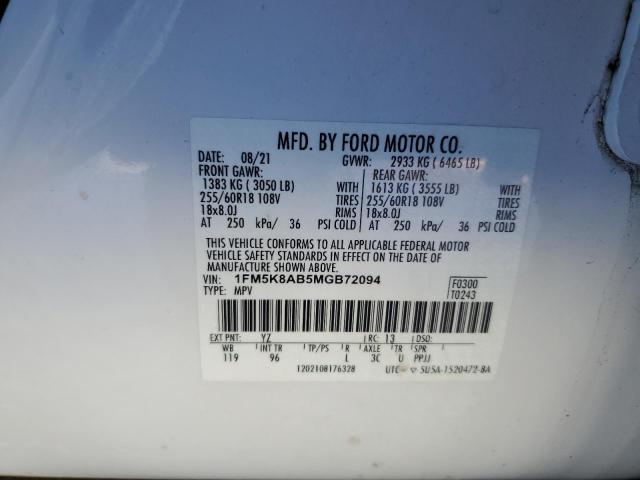 MFD. BY FORD MOTOR CO.
DATE: 08/21 GVWR: 2933 KG ( 6465 LB)
FRONT GAWR: REAR GAWR:
1383 KG ( 3050 LB) WITH 1613 KG ( 3555 LB) WITH
255/60R18 108V TIRES 255/60R18 108V TIRES
18x8.0J RIMS 18x8.0J RIMS
AT 250 kPa/ 36 PSI COLD AT 250 kPa/ 36 PSI COLD
THIS VEHICLE CONFORMS TO ALL APPLICABLE FEDERAL MOTOR
VEHICLE SAFETY STANDARDS IN EFFECT ON THE DATE OF
MANUFACTURE SHOWN ABOVE.
VIN: 1FM5K8AB5MGB72094 F0300
TYPE: MPV T0243
EXT PNT: YZ RC: 13 DSO:
WB INT TR TP/PS R AXLE TR SPR
119 96 L 3C U PPJJ
1202108176328 UTC ▽ SU5A-1520472-BA